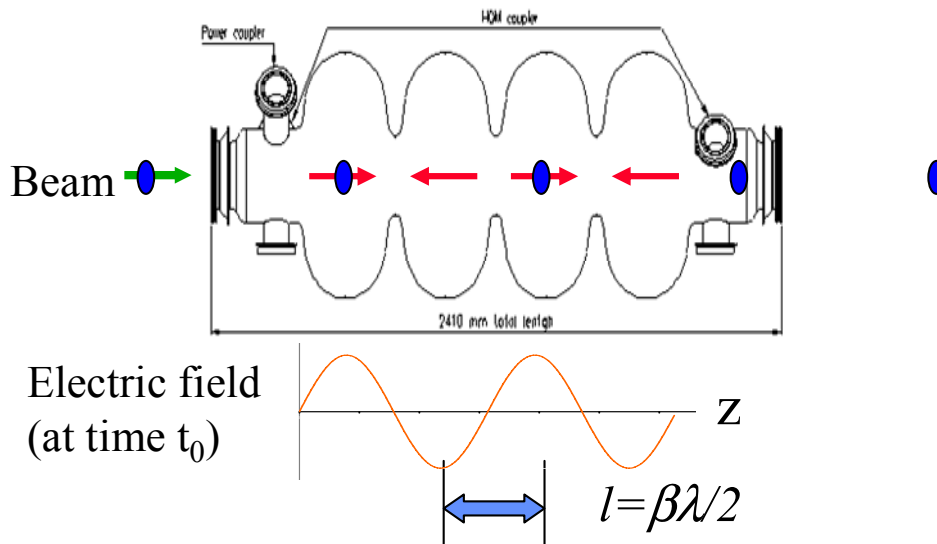 HOM coupler
Power coupler
Beam
2410 mm total length
Electric field
(at time t₀)
z
l=βλ/2